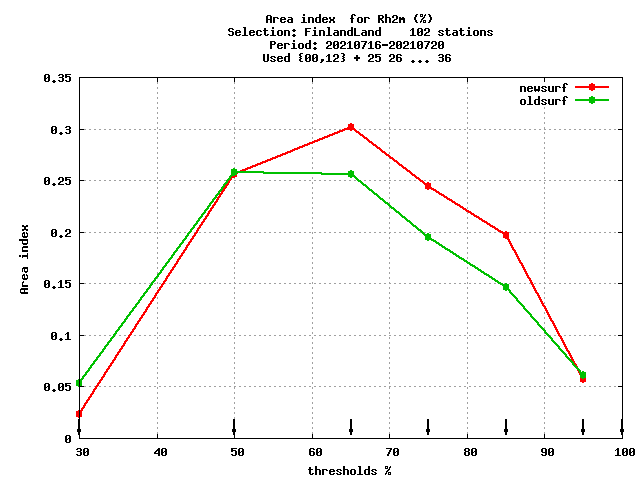 Area index  for Rh2m (%)
Selection: FinlandLand    102 stations
Period: 20210716-20210720
Used {00,12} + 25 26 ... 36
newsurf
oldsurf
0.35
0.3
0.25
0.2
0.15
0.1
0.05
0
Area index
30 40 50 60 70 80 90 100
thresholds %